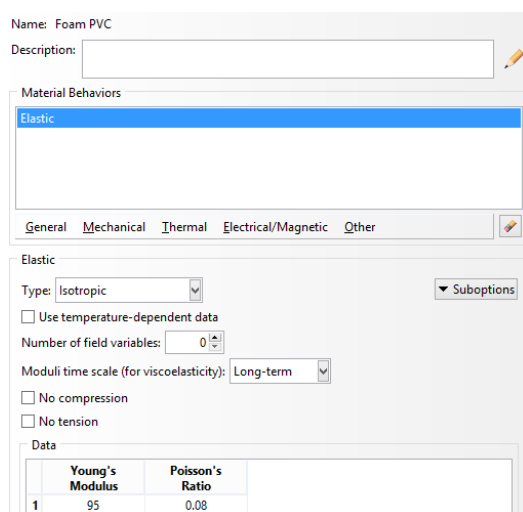 Name: Foam PVC
Description:
Material Behaviors
Elastic
General Mechanical Thermal Electrical/Magnetic Other
Elastic
Type: Isotropic
Suboptions
Use temperature-dependent data
Number of field variables: 0
Moduli time scale (for viscoelasticity): Long-term
No compression
No tension
Data
Young's Poisson's
Modulus Ratio
1 95 0.08